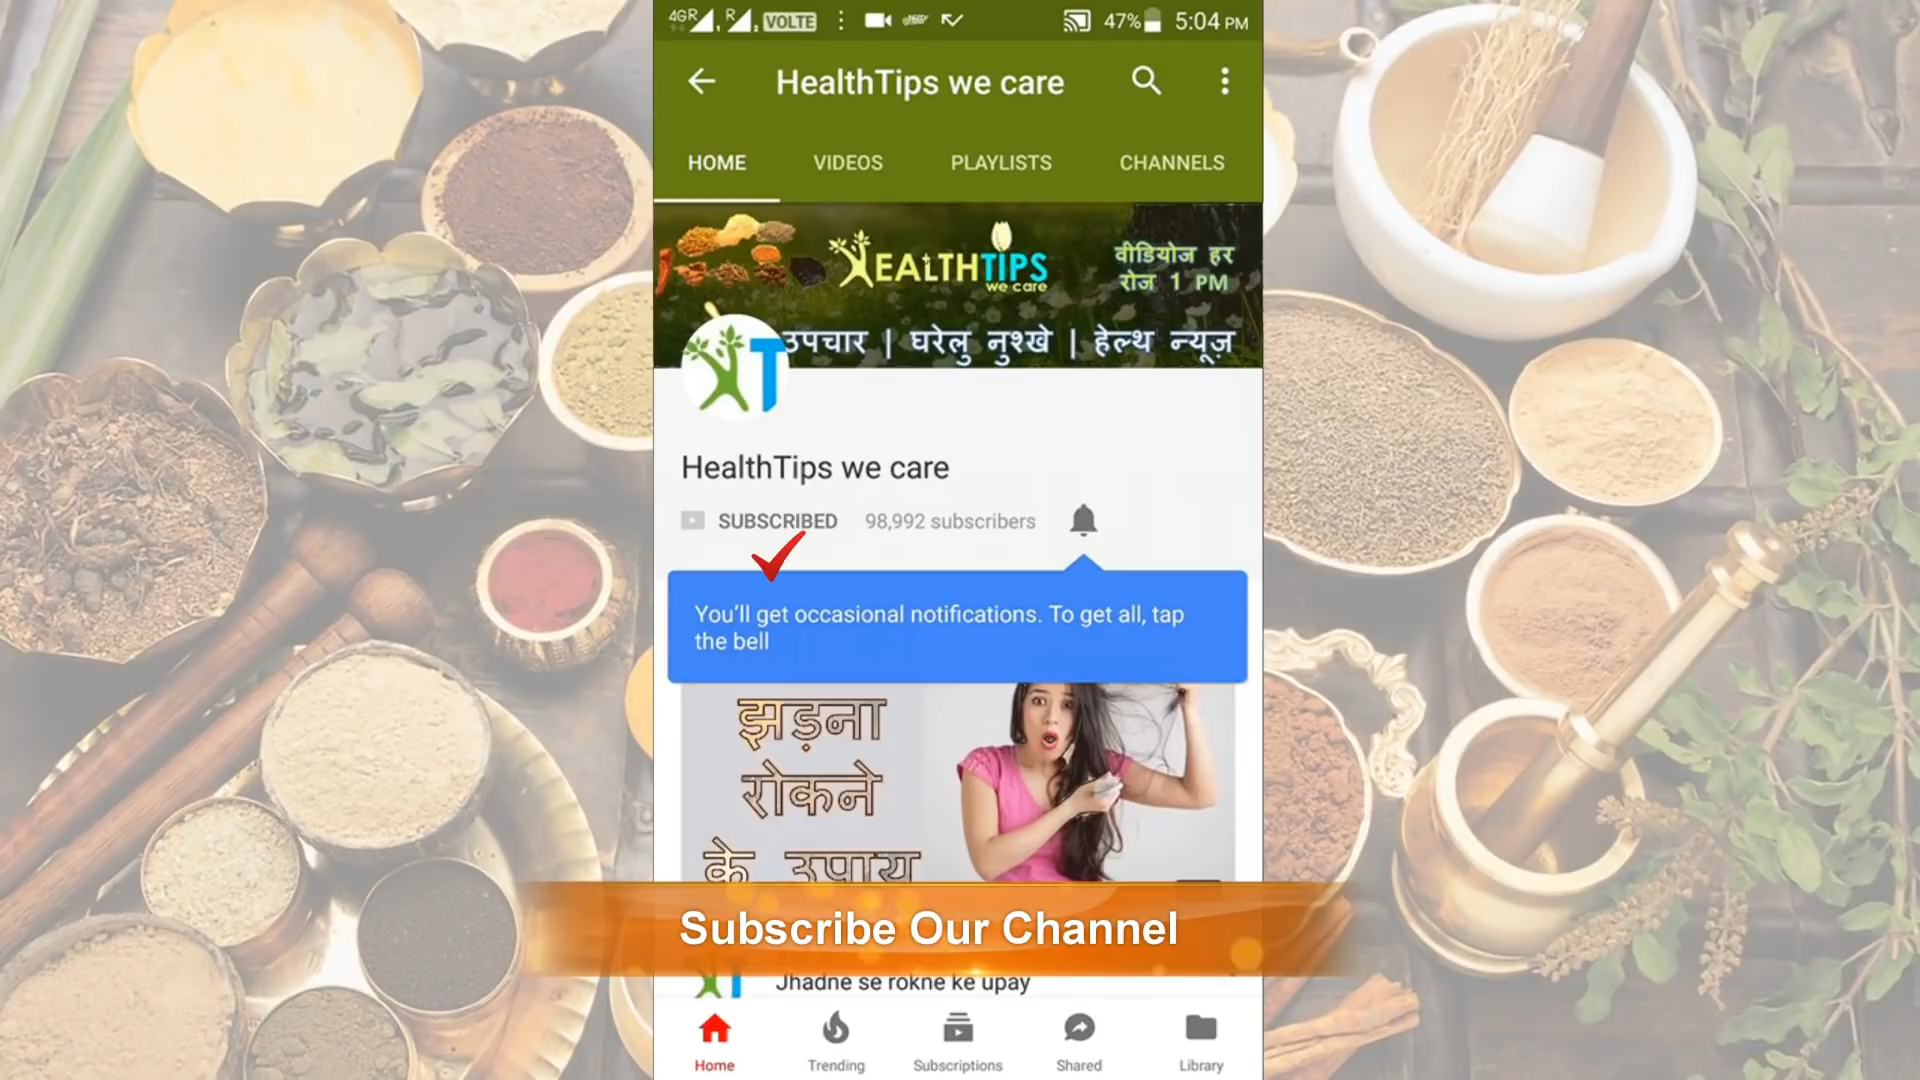 4G R R VOLTE 47% 5:04 PM
HealthTips we care
HOME VIDEOS PLAYLISTS CHANNELS
HEALTHTIPS
we care
वीडियोज हर
रोज 1 PM
उपचार | घरेलु नुश्खे | हेल्थ न्यूज़
T
HealthTips we care
SUBSCRIBED 98,992 subscribers
You'll get occasional notifications. To get all, tap
the bell
झड़ना
रोकने
के उपाय
Subscribe Our Channel
Jhadne se rokne ke upay
Home Trending Subscriptions Shared Library